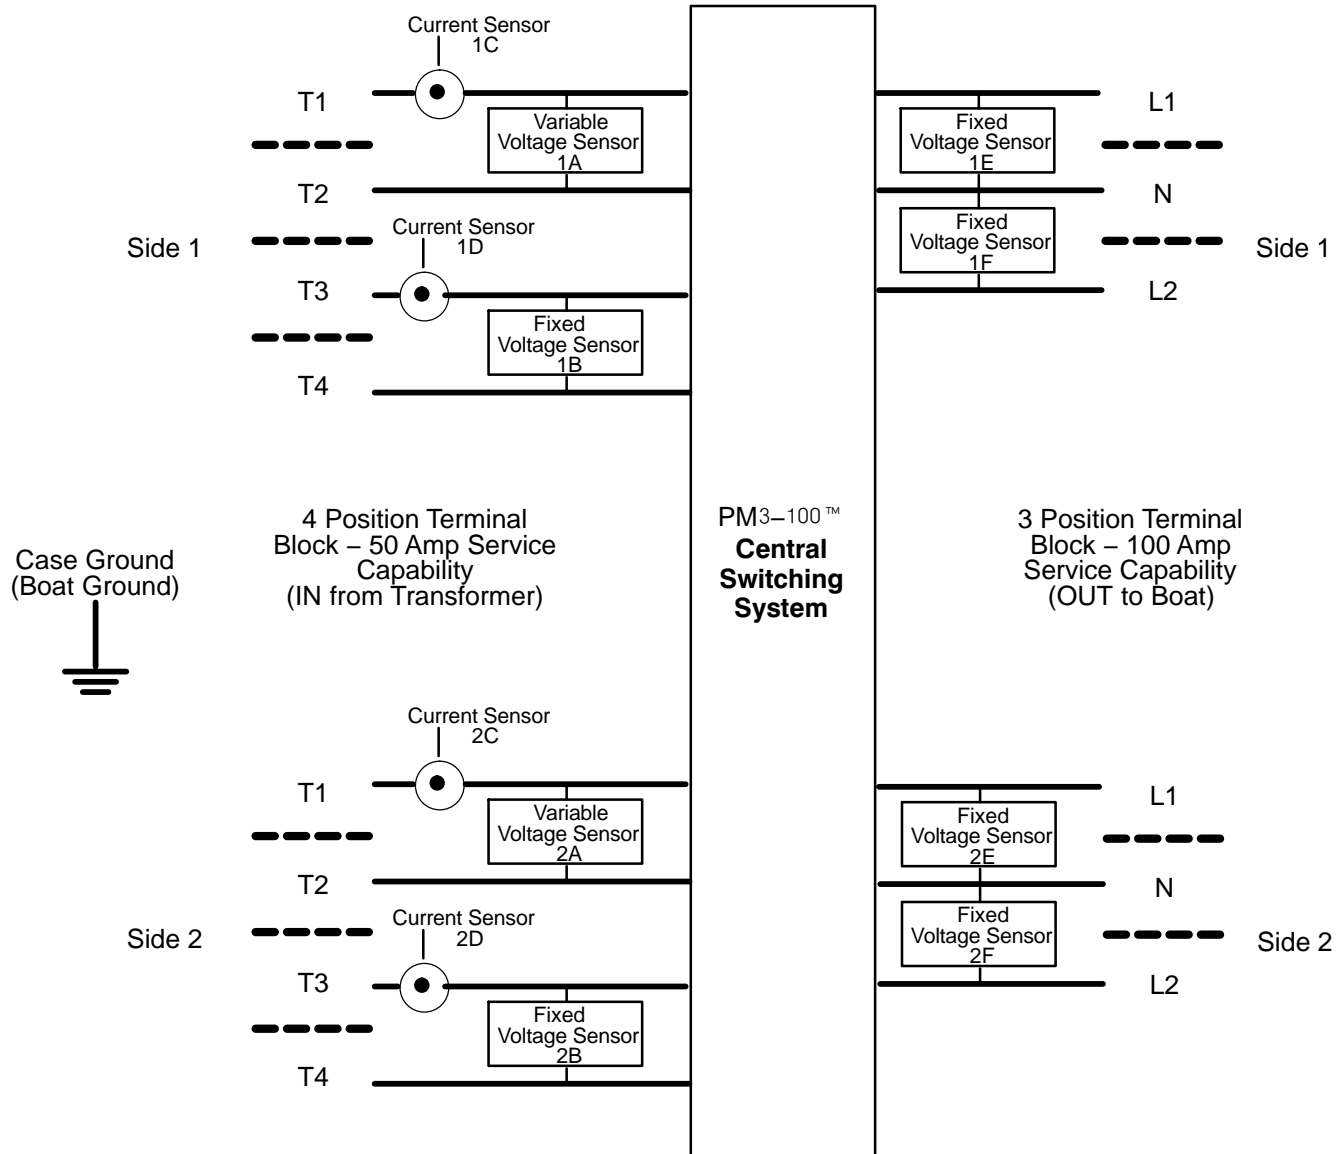 Current Sensor
1C
T1
Variable
Voltage Sensor
1A
T2
Current Sensor
1D
Side 1
T3
Fixed
Voltage Sensor
1B
T4
L1
Fixed
Voltage Sensor
1E
N
Fixed
Voltage Sensor
1F
Side 1
L2
Case Ground
(Boat Ground)
4 Position Terminal
Block – 50 Amp Service
Capability
(IN from Transformer)
PM3–100™
Central
Switching
System
3 Position Terminal
Block – 100 Amp
Service Capability
(OUT to Boat)
Current Sensor
2C
T1
Variable
Voltage Sensor
2A
T2
Current Sensor
2D
Side 2
T3
Fixed
Voltage Sensor
2B
T4
L1
Fixed
Voltage Sensor
2E
N
Fixed
Voltage Sensor
2F
Side 2
L2